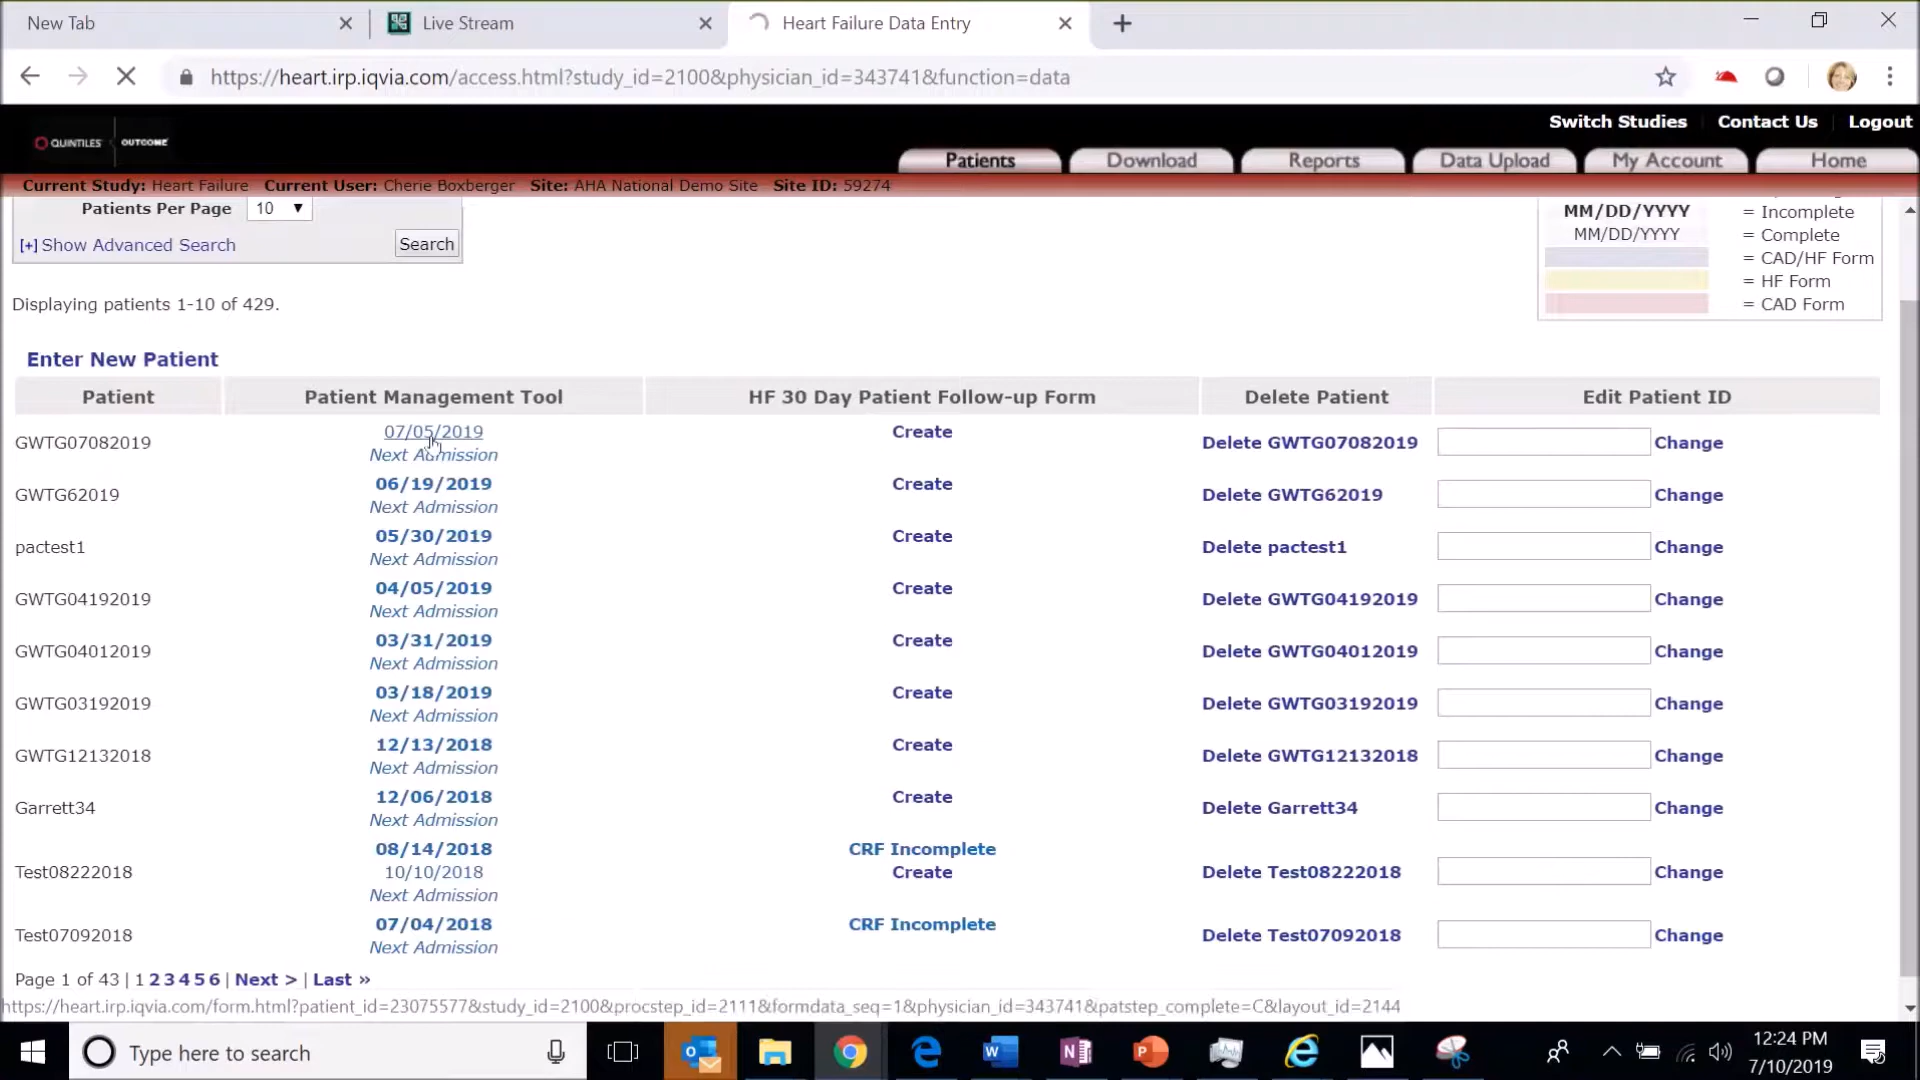 New Tab
Live Stream
Heart Failure Data Entry
https://heart.irp.iqvia.com/access.html?study_id=2100&physician_id=343741&function=data
Switch Studies Contact Us Logout
QUINTILES OUTCOME
Patients Download Reports Data Upload My Account Home
Current Study: Heart Failure Current User: Cherie Boxberger Site: AHA National Demo Site Site ID: 59274
Patients Per Page 10
[+] Show Advanced Search Search
MM/DD/YYYY = Incomplete
MM/DD/YYYY = Complete
= CAD/HF Form
= HF Form
= CAD Form
Displaying patients 1-10 of 429.
Enter New Patient
Patient Patient Management Tool HF 30 Day Patient Follow-up Form Delete Patient Edit Patient ID
GWTG07082019 07/05/2019 Create Delete GWTG07082019 Change
Next Admission
GWTG62019 06/19/2019 Create Delete GWTG62019 Change
Next Admission
pactest1 05/30/2019 Create Delete pactest1 Change
Next Admission
GWTG04192019 04/05/2019 Create Delete GWTG04192019 Change
Next Admission
GWTG04012019 03/31/2019 Create Delete GWTG04012019 Change
Next Admission
GWTG03192019 03/18/2019 Create Delete GWTG03192019 Change
Next Admission
GWTG12132018 12/13/2018 Create Delete GWTG12132018 Change
Next Admission
Garrett34 12/06/2018 Create Delete Garrett34 Change
Next Admission
08/14/2018 CRF Incomplete
Test08222018 10/10/2018 Create Delete Test08222018 Change
Next Admission
Test07092018 07/04/2018 CRF Incomplete Delete Test07092018 Change
Next Admission
Page 1 of 43 | 1 2 3 4 5 6 | Next > | Last »
https://heart.irp.iqvia.com/form.html?patient_id=23075577&study_id=2100&procstep_id=2111&formdata_seq=1&physician_id=343741&patstep_complete=C&layout_id=2144
Type here to search
12:24 PM
7/10/2019